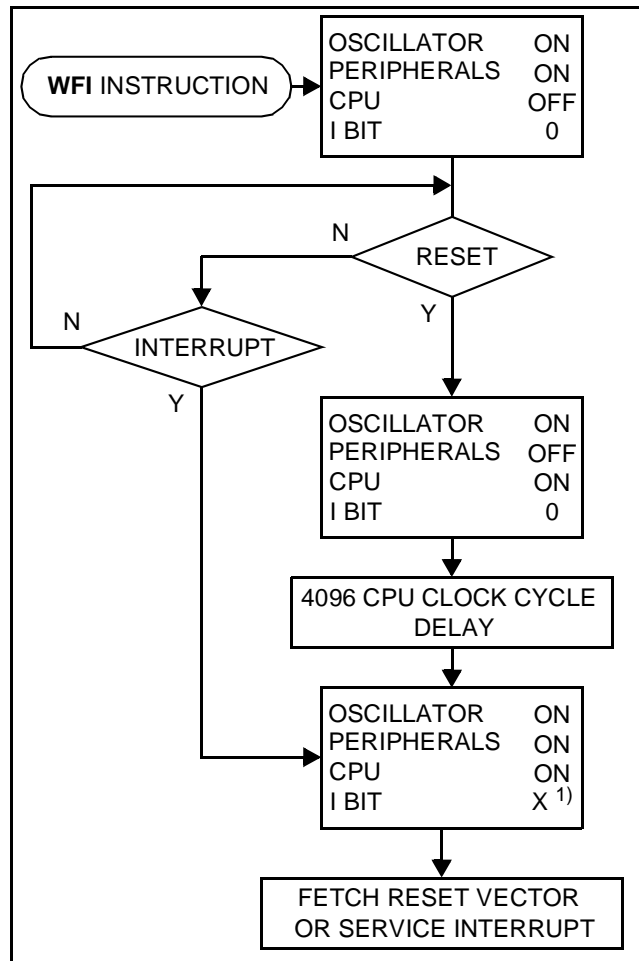 WFI INSTRUCTION
OSCILLATOR ON
PERIPHERALS ON
CPU OFF
I BIT 0
N
RESET
Y
N
INTERRUPT
Y
OSCILLATOR ON
PERIPHERALS OFF
CPU ON
I BIT 0
4096 CPU CLOCK CYCLE
DELAY
OSCILLATOR ON
PERIPHERALS ON
CPU ON
I BIT X 1)
FETCH RESET VECTOR
OR SERVICE INTERRUPT